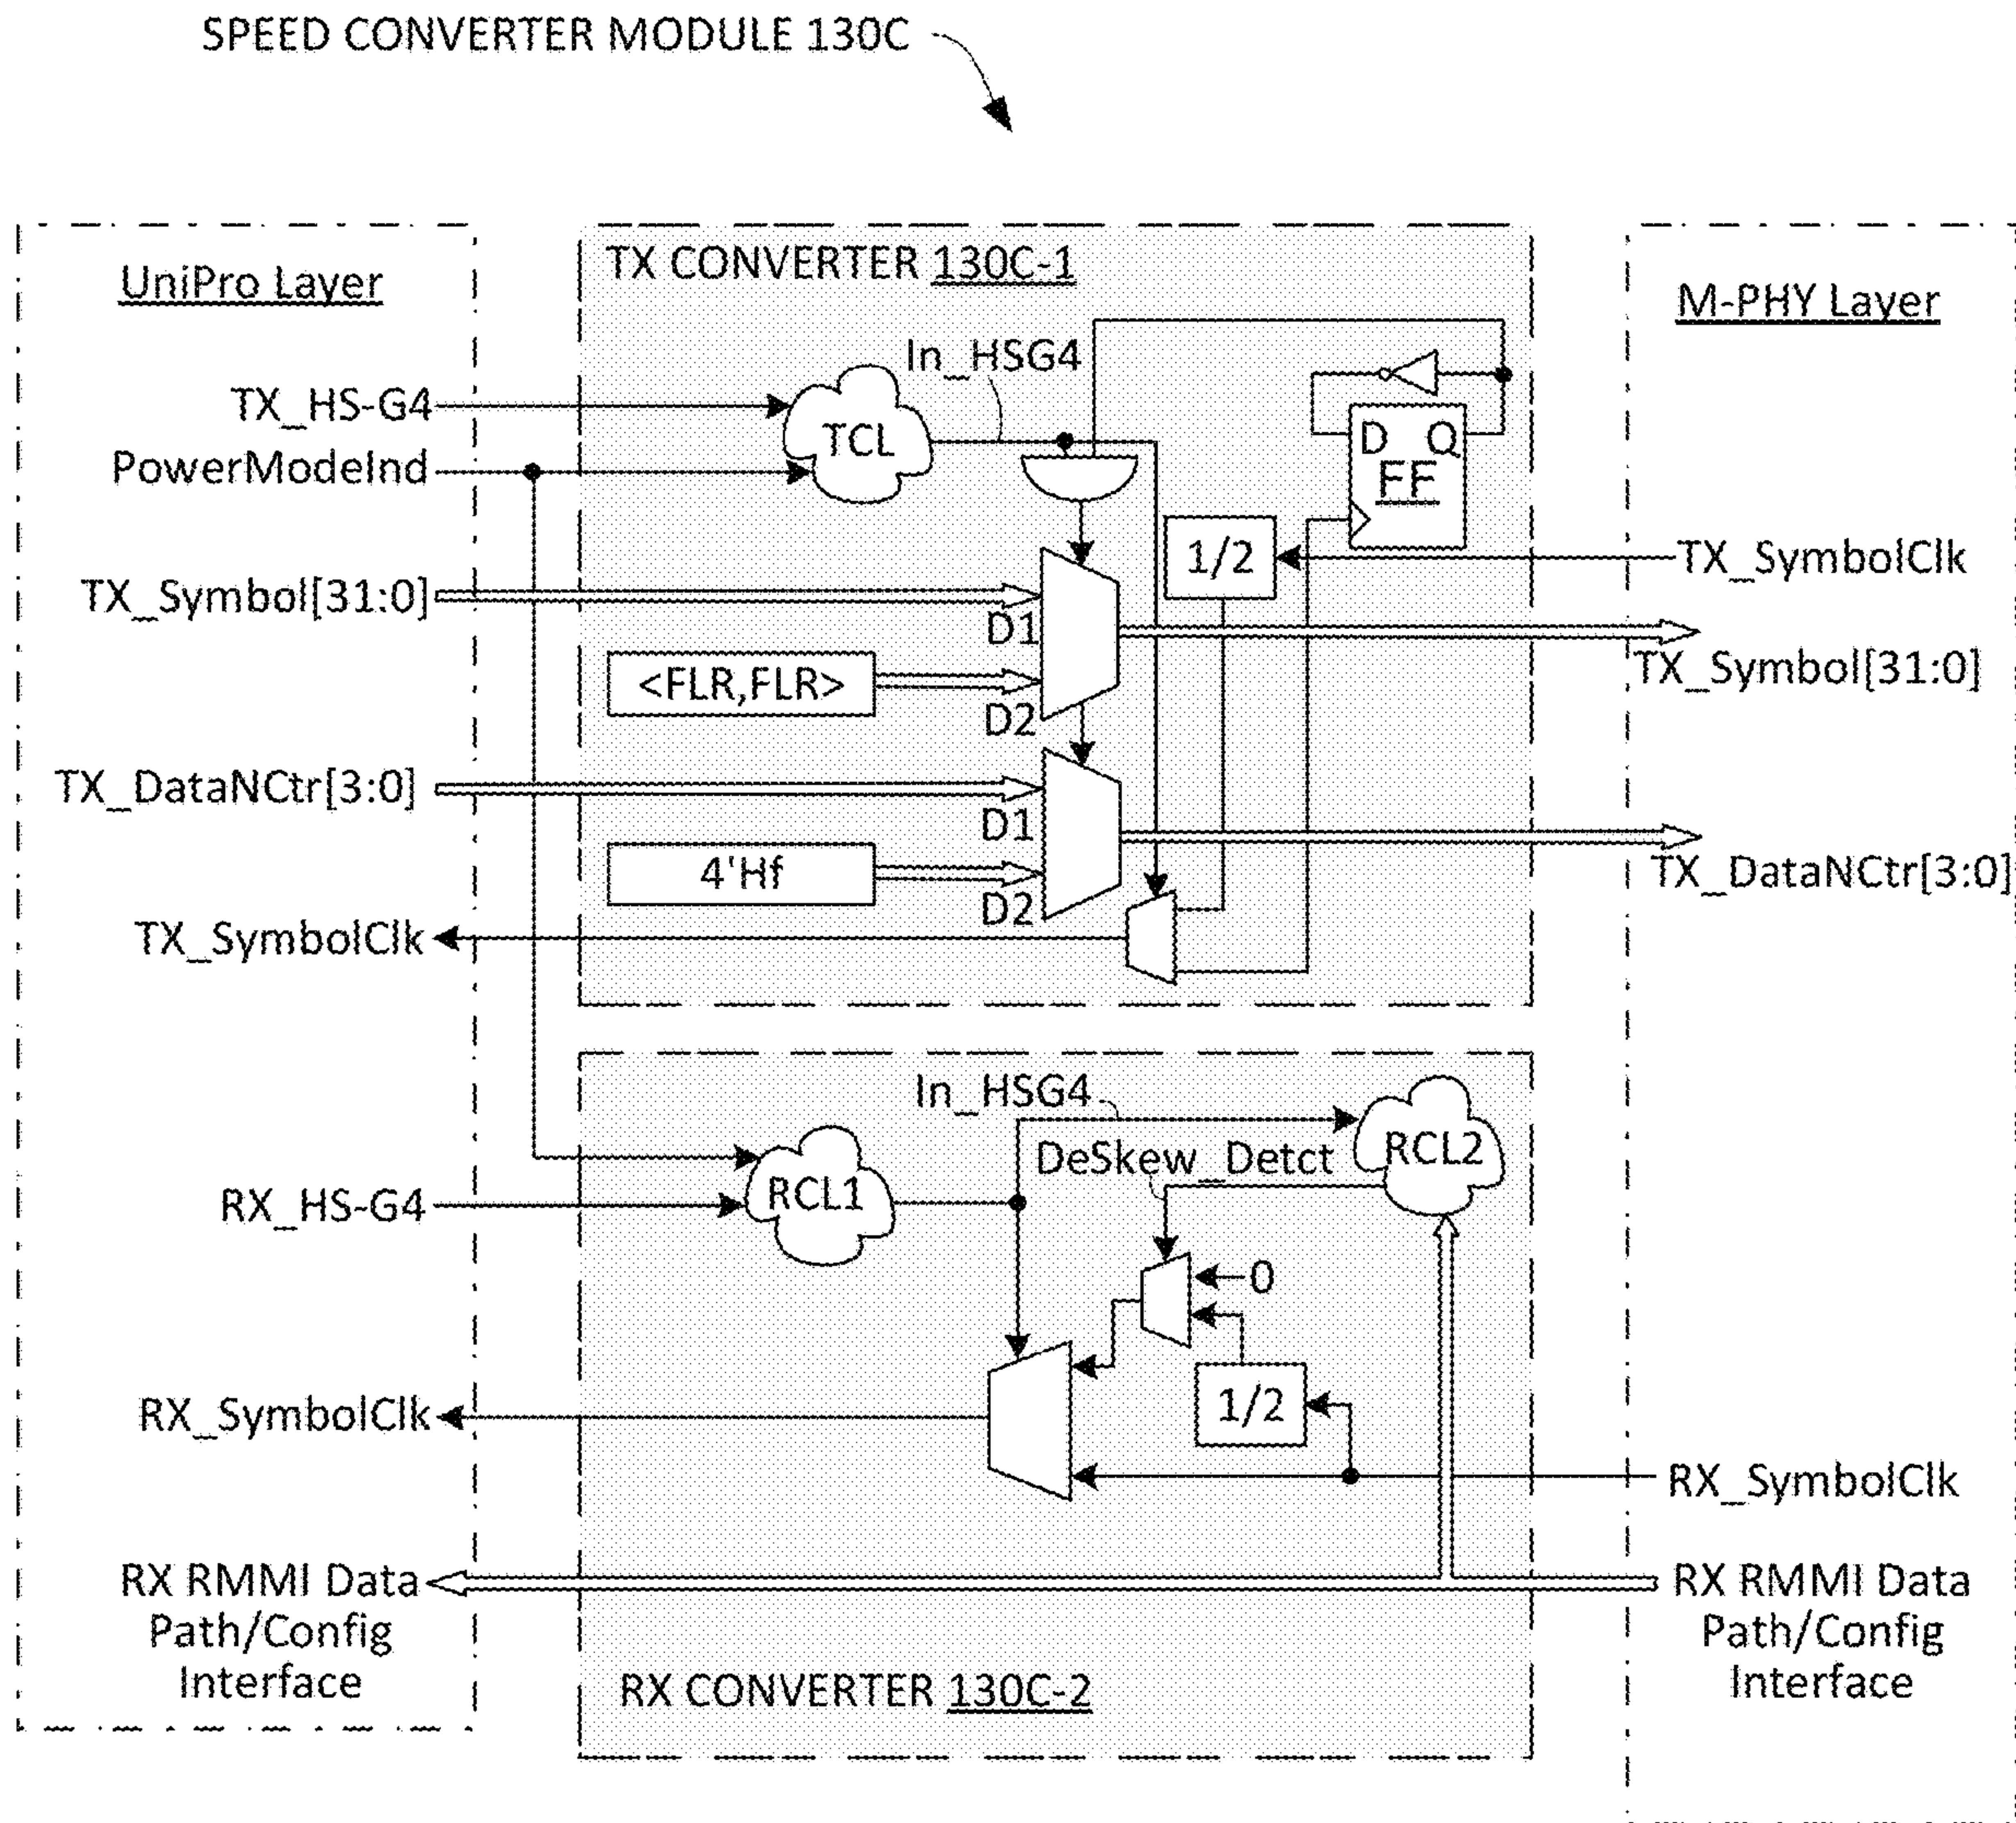 SPEED CONVERTER MODULE 130C
UniPro Layer
TX CONVERTER 130C-1
M-PHY Layer
In_HSG4
TX_HS-G4
TCL
D Q
FF
PowerModeInd
1/2
TX_SymbolClk
TX_Symbol[31:0]
D1
TX_Symbol[31:0]
<FLR,FLR>
D2
TX_DataNCtr[3:0]
D1
4'Hf
TX_DataNCtr[3:0]
D2
TX_SymbolClk
In_HSG4
DeSkew_Detct
RCL2
RCL1
RX_HS-G4
0
1/2
RX_SymbolClk
RX_SymbolClk
RX RMMI Data
Path/Config
Interface
RX RMMI Data
Path/Config
Interface
RX CONVERTER 130C-2